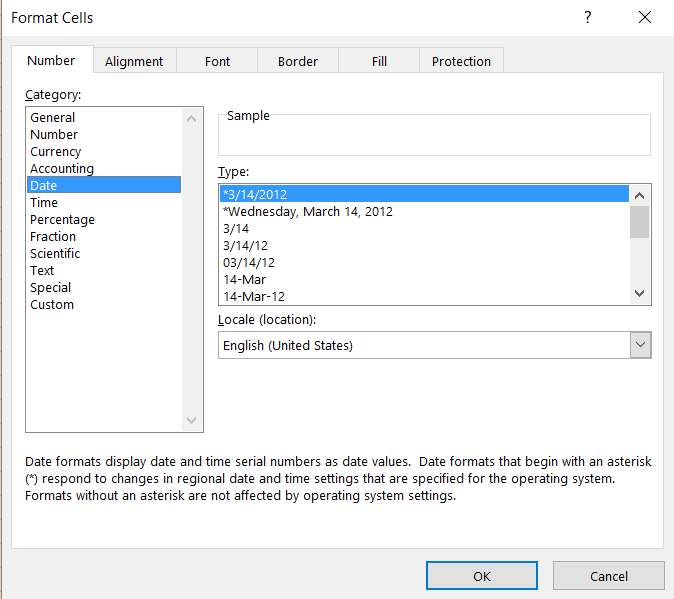 Format Cells
?
Number Alignment Font Border Fill Protection
Category:
General
Number
Currency
Accounting
Date
Time
Percentage
Fraction
Scientific
Text
Special
Custom
Sample
Type:
*3/14/2012
*Wednesday, March 14, 2012
3/14
3/14/12
03/14/12
14-Mar
14-Mar-12
Locale (location):
English (United States)
Date formats display date and time serial numbers as date values. Date formats that begin with an asterisk
(*) respond to changes in regional date and time settings that are specified for the operating system.
Formats without an asterisk are not affected by operating system settings.
OK Cancel